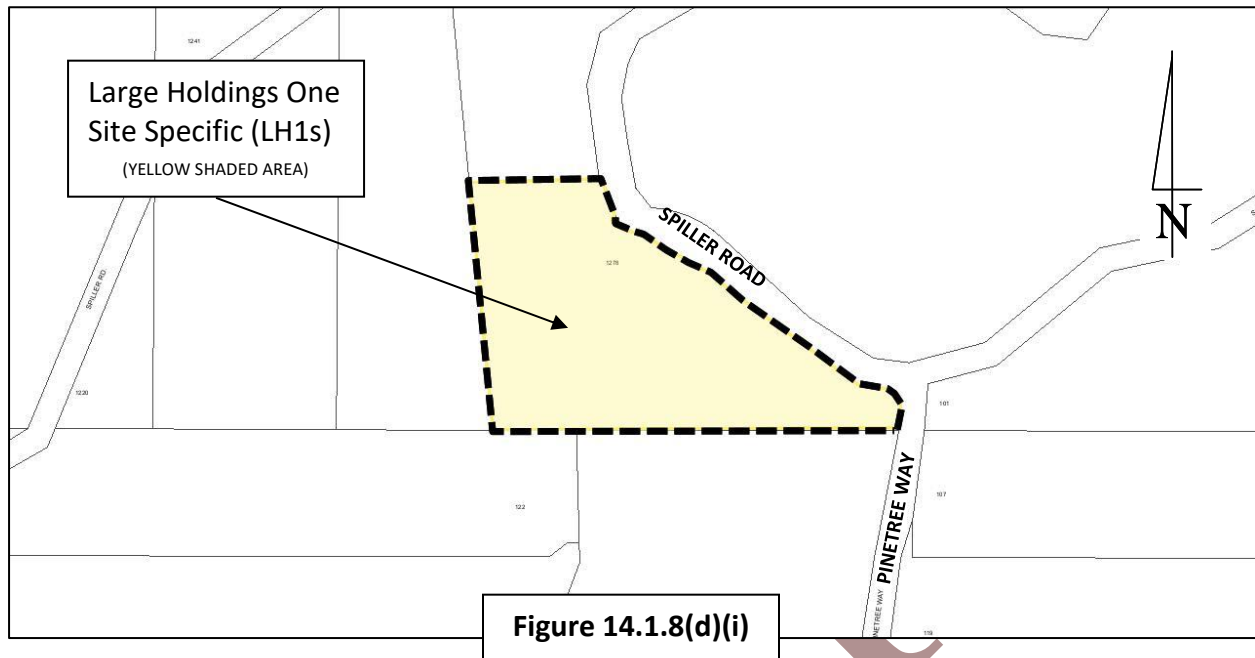 1241
Large Holdings One
Site Specific (LH1s)
(YELLOW SHADED AREA)
N
SPILLER ROAD
1278
SPILLER RD.
1220
101
122
107
PINETREE WAY
119
Figure 14.1.8(d)(i)